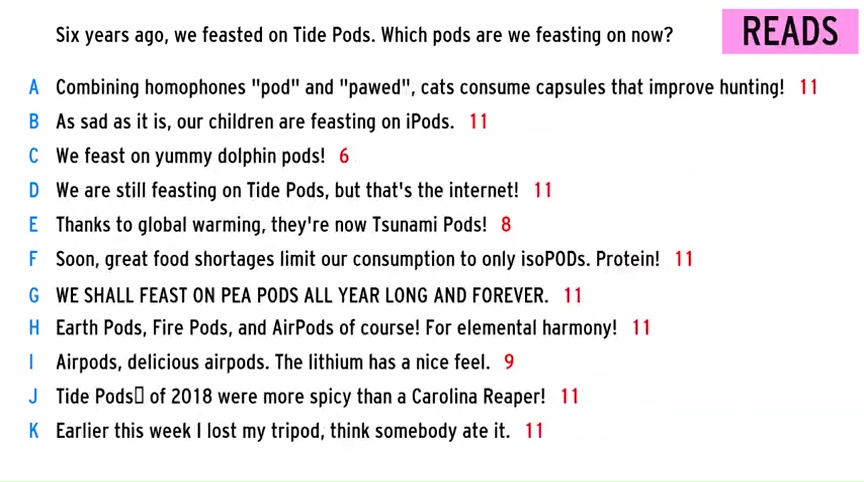 Six years ago, we feasted on Tide Pods. Which pods are we feasting on now?
READS
A Combining homophones "pod" and "pawed", cats consume capsules that improve hunting! 11
B As sad as it is, our children are feasting on iPods. 11
C We feast on yummy dolphin pods! 6
D We are still feasting on Tide Pods, but that's the internet! 11
E Thanks to global warming, they're now Tsunami Pods! 8
F Soon, great food shortages limit our consumption to only isoPODs. Protein! 11
G WE SHALL FEAST ON PEA PODS ALL YEAR LONG AND FOREVER. 11
H Earth Pods, Fire Pods, and AirPods of course! For elemental harmony! 11
I Airpods, delicious airpods. The lithium has a nice feel. 9
J Tide Pods▯ of 2018 were more spicy than a Carolina Reaper! 11
K Earlier this week I lost my tripod, think somebody ate it. 11